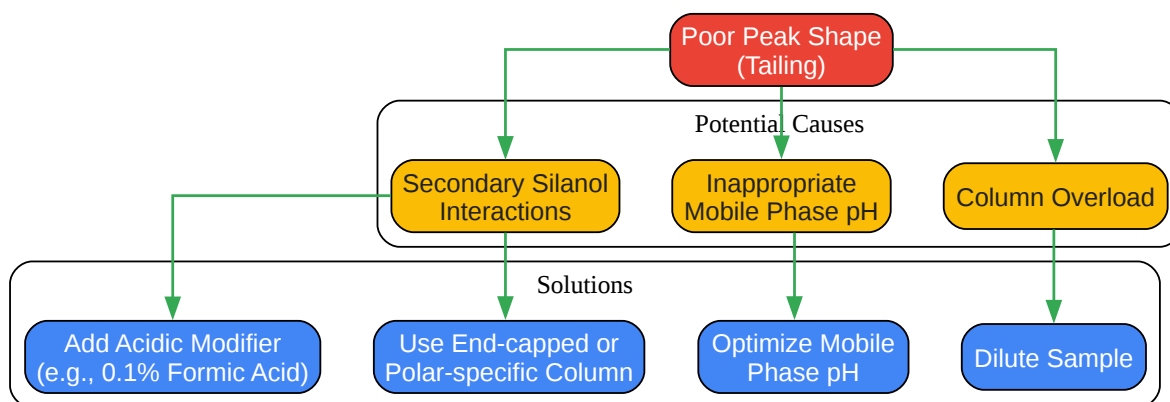 Poor Peak Shape
(Tailing)
Potential Causes
Secondary Silanol
Interactions
Inappropriate
Mobile Phase pH
Column Overload
Solutions
Add Acidic Modifier
(e.g., 0.1% Formic Acid)
Use End-capped or
Polar-specific Column
Optimize Mobile
Phase pH
Dilute Sample